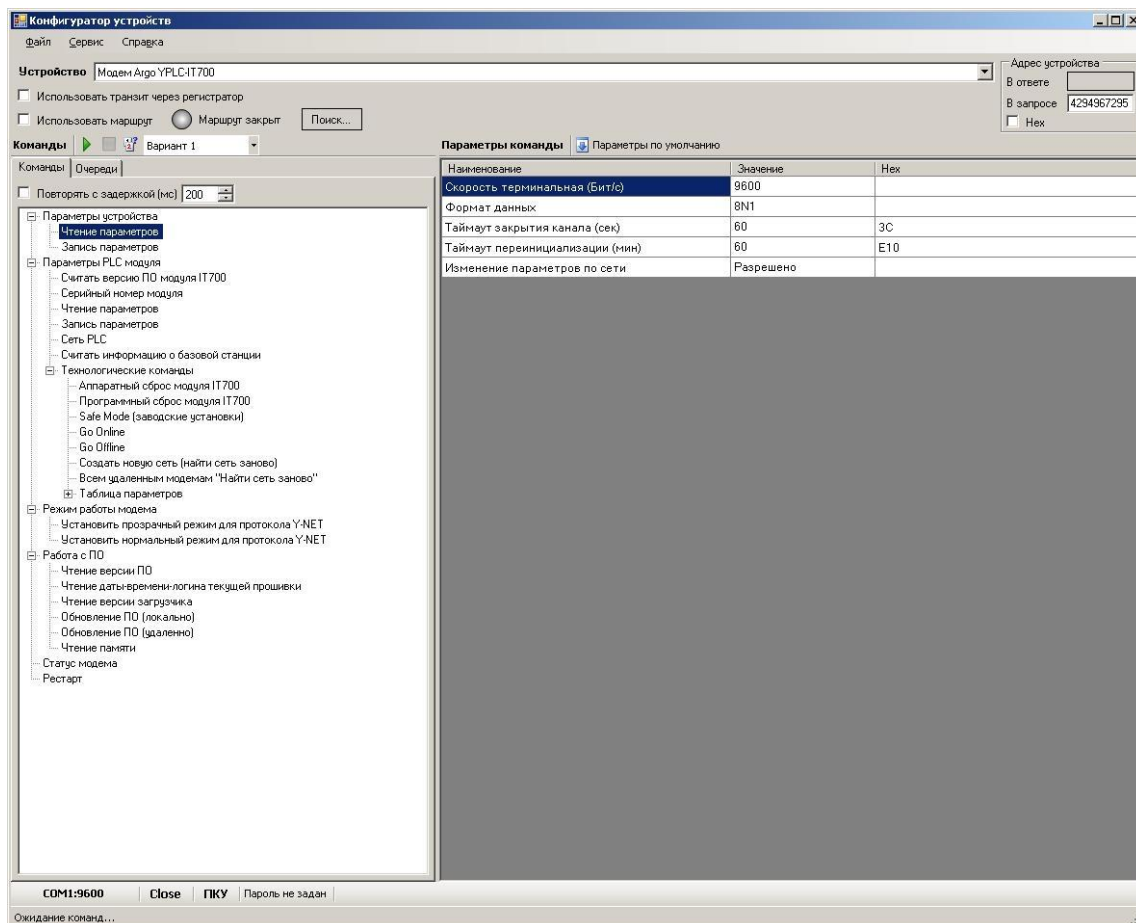 Конфигуратор устройств
Файл Сервис Справка
Устройство Модем Argo YPLC-IT700
Адрес устройства
В ответе
Использовать транзит через регистратор
В запросе 4294967295
Использовать маршрут Маршрут закрыт Поиск...
Hex
Команды Вариант 1
Параметры команды Параметры по умолчанию
Команды Очереди
Повторять с задержкой (мс) 200
Параметры устройства
Чтение параметров
Запись параметров
Параметры PLC модуля
Считать версию ПО модуля IT700
Серийный номер модуля
Чтение параметров
Запись параметров
Сеть PLC
Считать информацию о базовой станции
Технологические команды
Аппаратный сброс модуля IT700
Программный сброс модуля IT700
Safe Mode (заводские установки)
Go Online
Go Offline
Создать новую сеть (найти сеть заново)
Всем удаленным модемам "Найти сеть заново"
Таблица параметров
Режим работы модема
Установить прозрачный режим для протокола Y-NET
Установить нормальный режим для протокола Y-NET
Работа с ПО
Чтение версии ПО
Чтение даты-времени-логина текущей прошивки
Чтение версии загрузчика
Обновление ПО (локально)
Обновление ПО (удаленно)
Чтение памяти
Статус модема
Рестарт
Наименование Значение Hex
Скорость терминальная (Бит/с) 9600
Формат данных 8N1
Таймаут закрытия канала (сек) 60 3C
Таймаут переинициализации (мин) 60 E10
Изменение параметров по сети Разрешено
COM1:9600 Close ПКУ Пароль не задан
Ожидание команд...